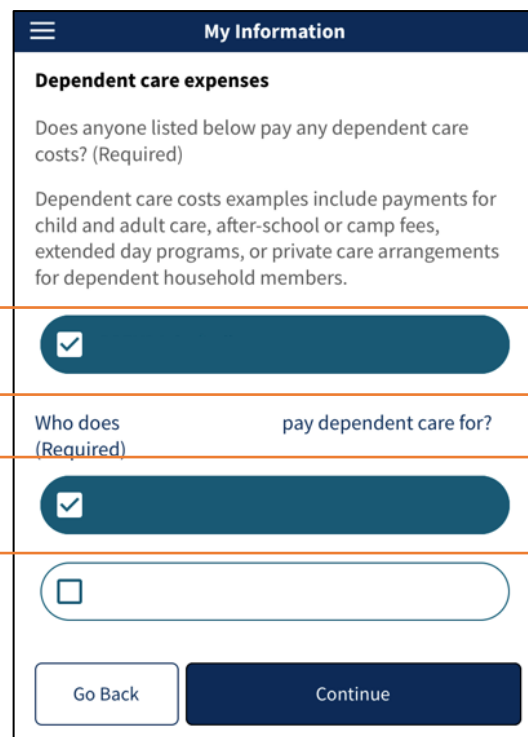 My Information
Dependent care expenses
Does anyone listed below pay any dependent care
costs? (Required)
Dependent care costs examples include payments for
child and adult care, after-school or camp fees,
extended day programs, or private care arrangements
for dependent household members.
Who does pay dependent care for?
(Required)
Go Back Continue